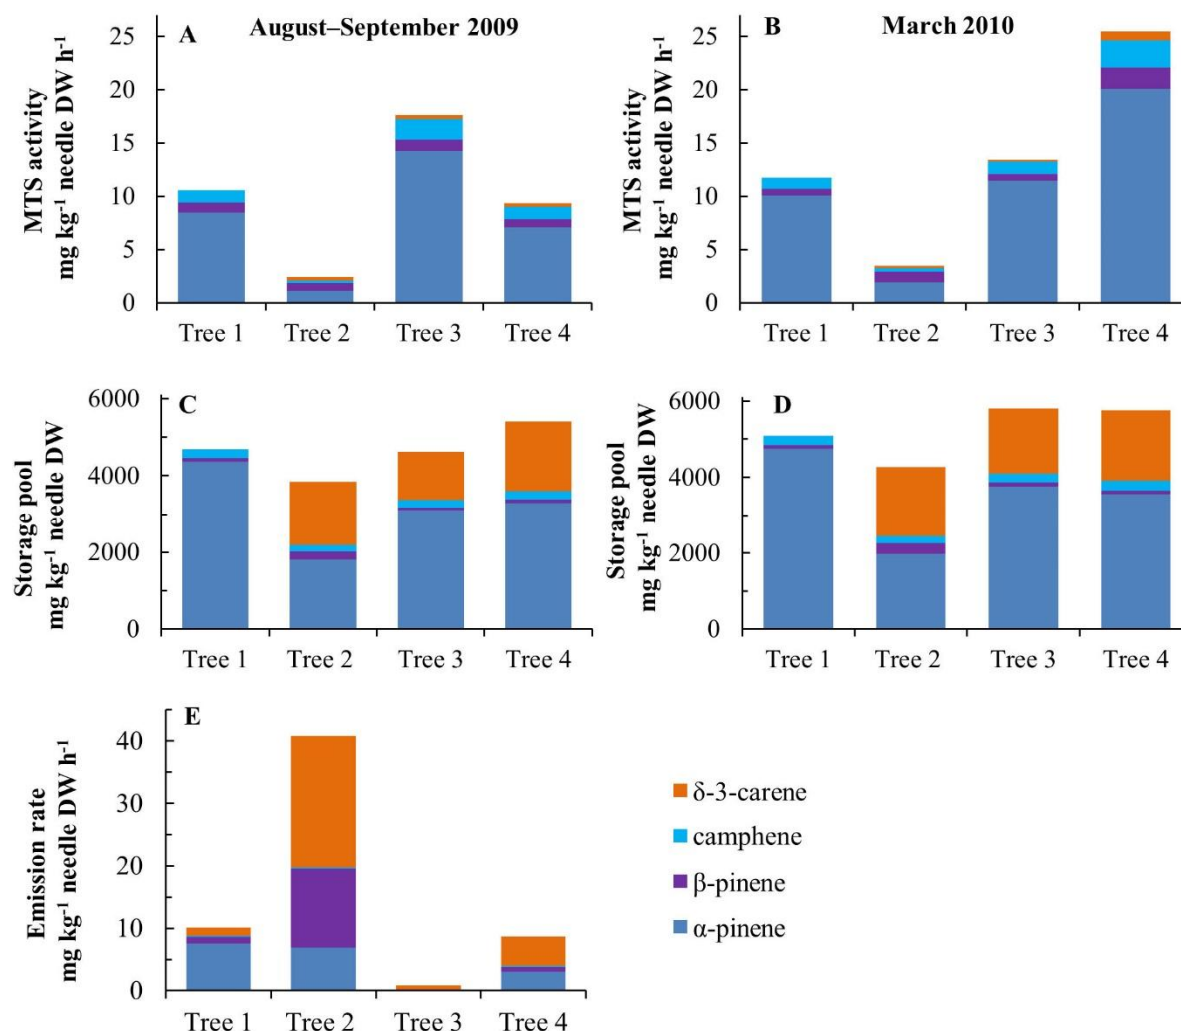 A
August–September 2009
MTS activity
mg kg⁻¹ needle DW h⁻¹
25
20
15
10
5
0
Tree 1 Tree 2 Tree 3 Tree 4
B
March 2010
MTS activity
mg kg⁻¹ needle DW h⁻¹
25
20
15
10
5
0
Tree 1 Tree 2 Tree 3 Tree 4
C
Storage pool
mg kg⁻¹ needle DW
6000
4000
2000
0
Tree 1 Tree 2 Tree 3 Tree 4
D
Storage pool
mg kg⁻¹ needle DW
6000
4000
2000
0
Tree 1 Tree 2 Tree 3 Tree 4
E
Emission rate
mg kg⁻¹ needle DW h⁻¹
40
30
20
10
0
Tree 1 Tree 2 Tree 3 Tree 4
δ-3-carene
camphene
β-pinene
α-pinene